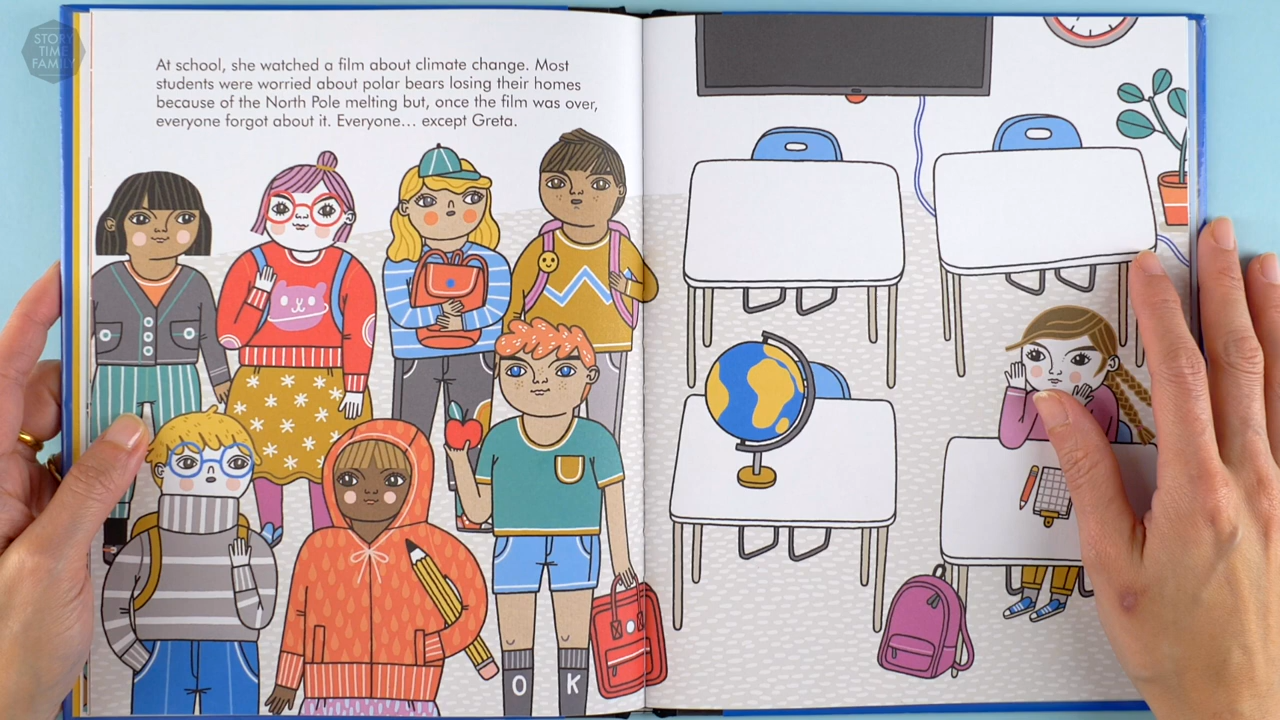 STORY
TIME
FAMILY
At school, she watched a film about climate change. Most
students were worried about polar bears losing their homes
because of the North Pole melting but, once the film was over,
everyone forgot about it. Everyone… except Greta.
O K